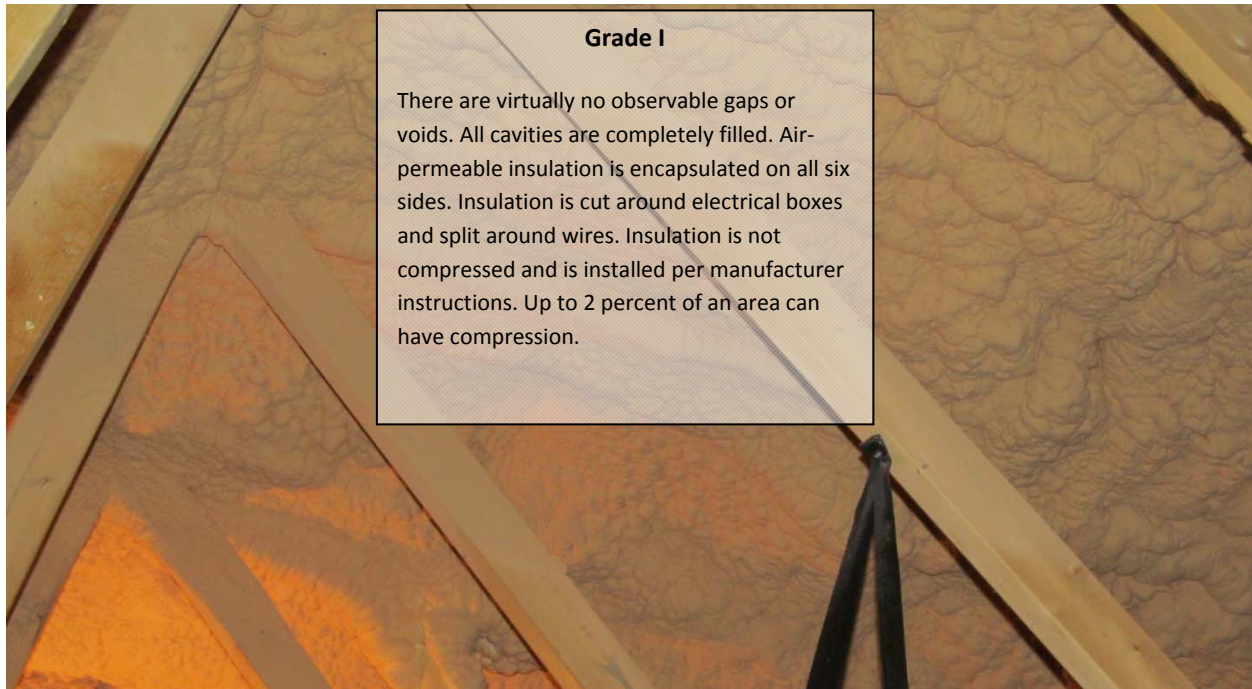 Grade I
There are virtually no observable gaps or
voids. All cavities are completely filled. Air-
permeable insulation is encapsulated on all six
sides. Insulation is cut around electrical boxes
and split around wires. Insulation is not
compressed and is installed per manufacturer
instructions. Up to 2 percent of an area can
have compression.